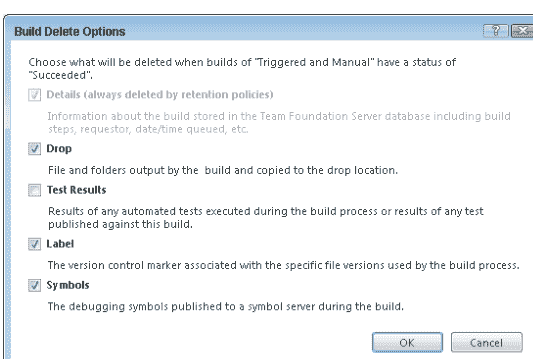 Build Delete Options
Choose what will be deleted when builds of "Triggered and Manual" have a status of
"Succeeded".
Details (always deleted by retention policies)
Information about the build stored in the Team Foundation Server database including build
steps, requestor, date/time queued, etc.
Drop
File and folders output by the build and copied to the drop location.
Test Results
Results of any automated tests executed during the build process or results of any test
published against this build.
Label
The version control marker associated with the specific file versions used by the build process.
Symbols
The debugging symbols published to a symbol server during the build.
OK Cancel